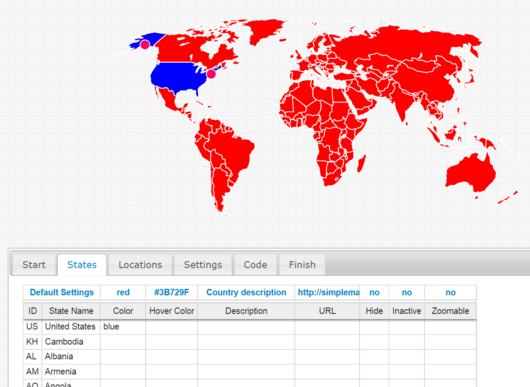 Start States Locations Settings Code Finish
Default Settings red #3B729F Country description http://simplema no no no
ID State Name Color Hover Color Description URL Hide Inactive Zoomable
US United States blue
KH Cambodia
AL Albania
AM Armenia
AO Angola